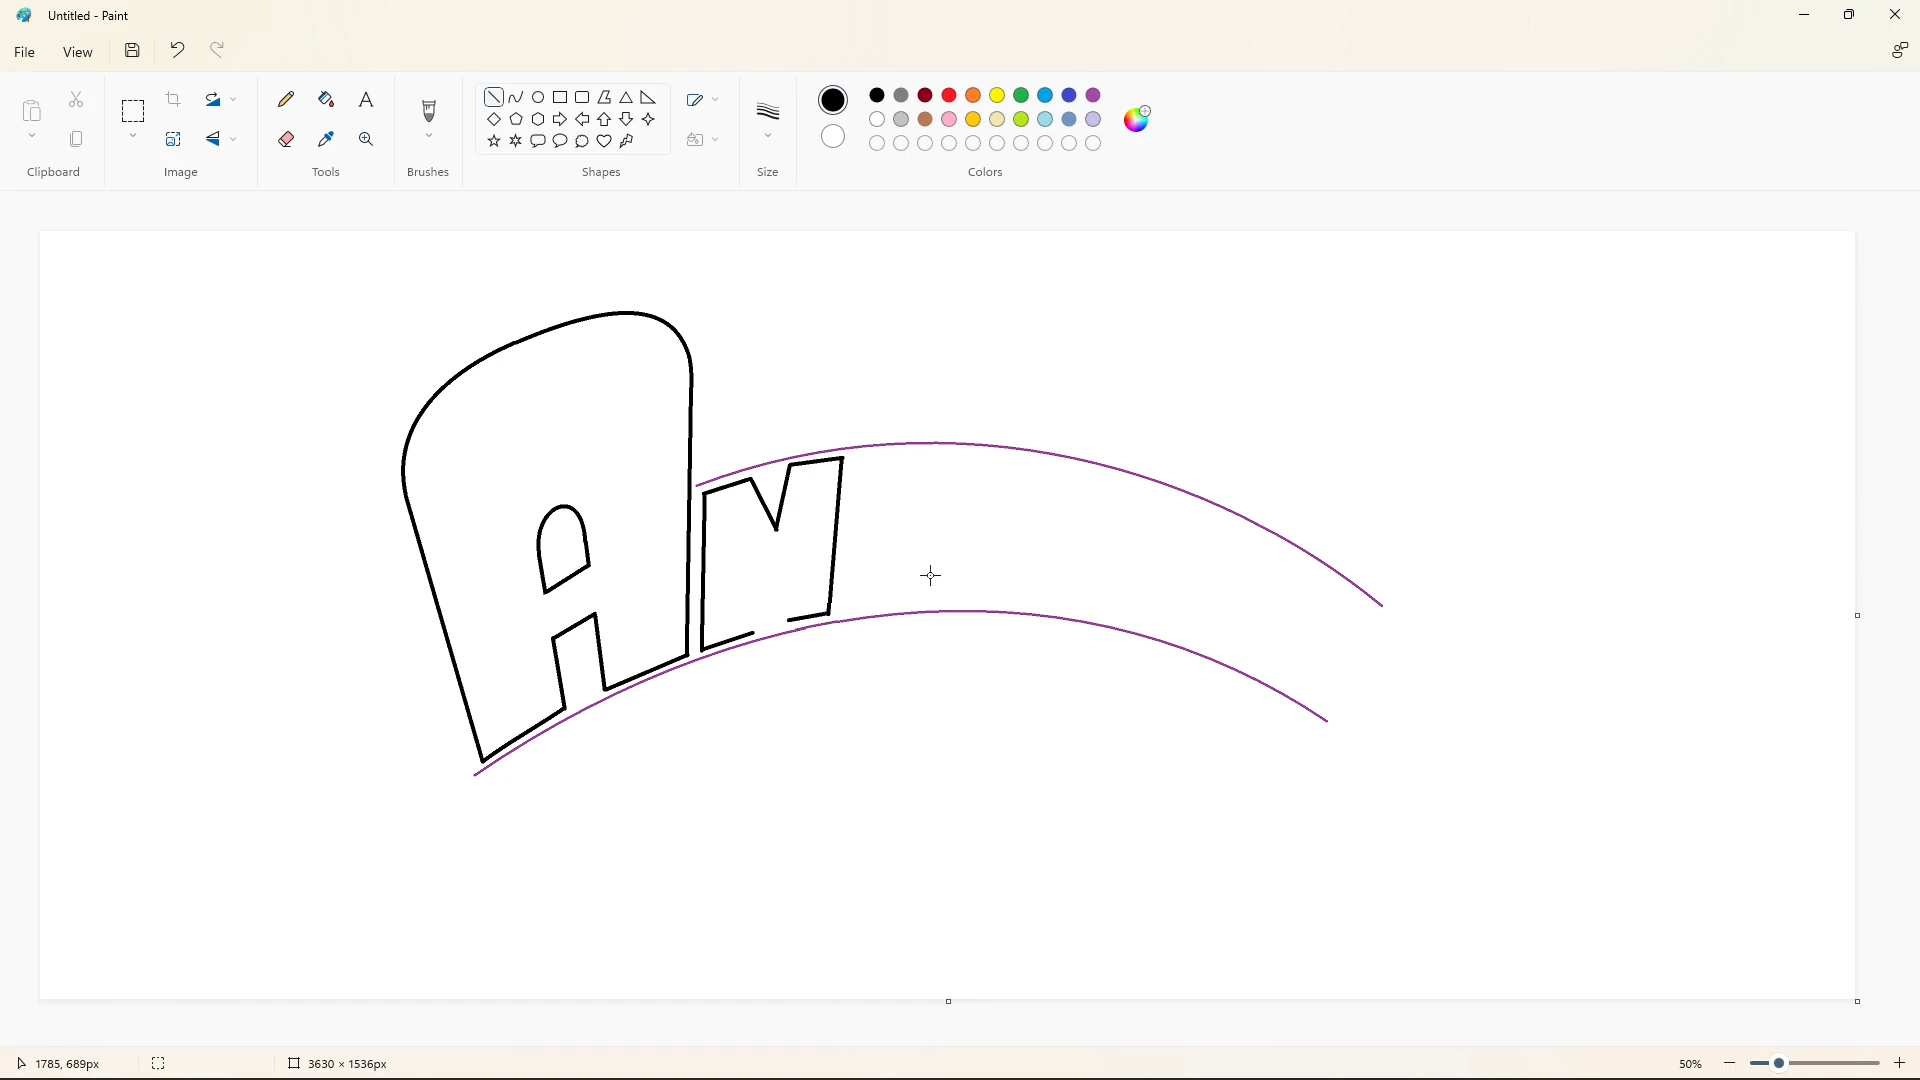 Untitled - Paint
File View
Clipboard Image Tools Brushes Shapes Size Colors
AM
1785, 689px 3630 × 1536px 50%